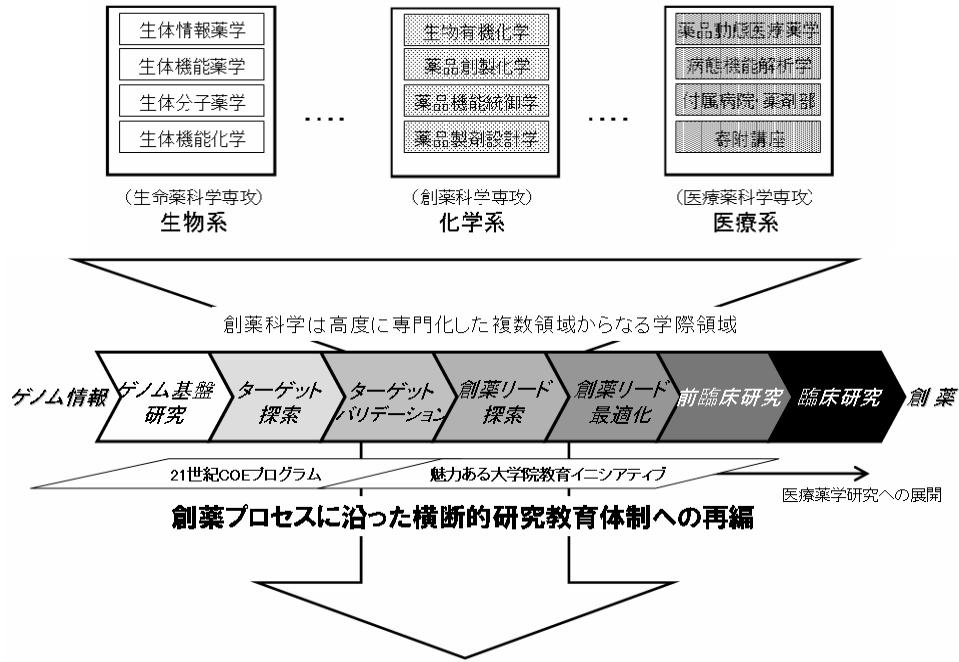 生体情報薬学
生体機能薬学
生体分子薬学
生体機能化学
....
生物有機化学
薬品創製化学
薬品機能統御学
薬品製剤設計学
....
薬品動態医療薬学
病態機能解析学
付属病院・薬剤部
寄附講座
(生命薬科学専攻)
生物系
(創薬科学専攻)
化学系
(医療薬科学専攻)
医療系
創薬科学は高度に専門化した複数領域からなる学際領域
ゲノム情報
ゲノム基盤
研究
ターゲット
探索
ターゲット
バリデーション
創薬リード
探索
創薬リード
最適化
前臨床研究
臨床研究
創薬
21世紀COEプログラム
魅力ある大学院教育イニシアティブ
医療薬学研究への展開
創薬プロセスに沿った横断的研究教育体制への再編